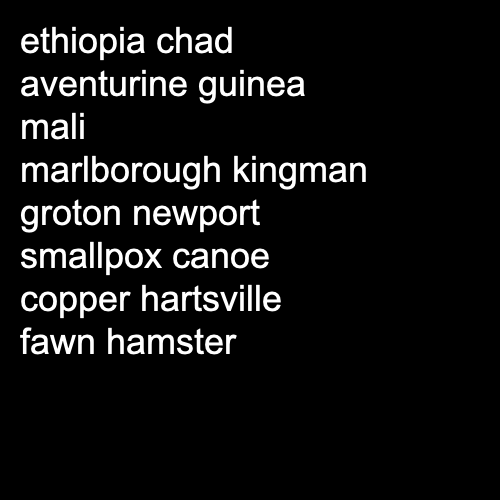 ethiopia chad
aventurine guinea
mali
marlborough kingman
groton newport
smallpox canoe
copper hartsville
fawn hamster